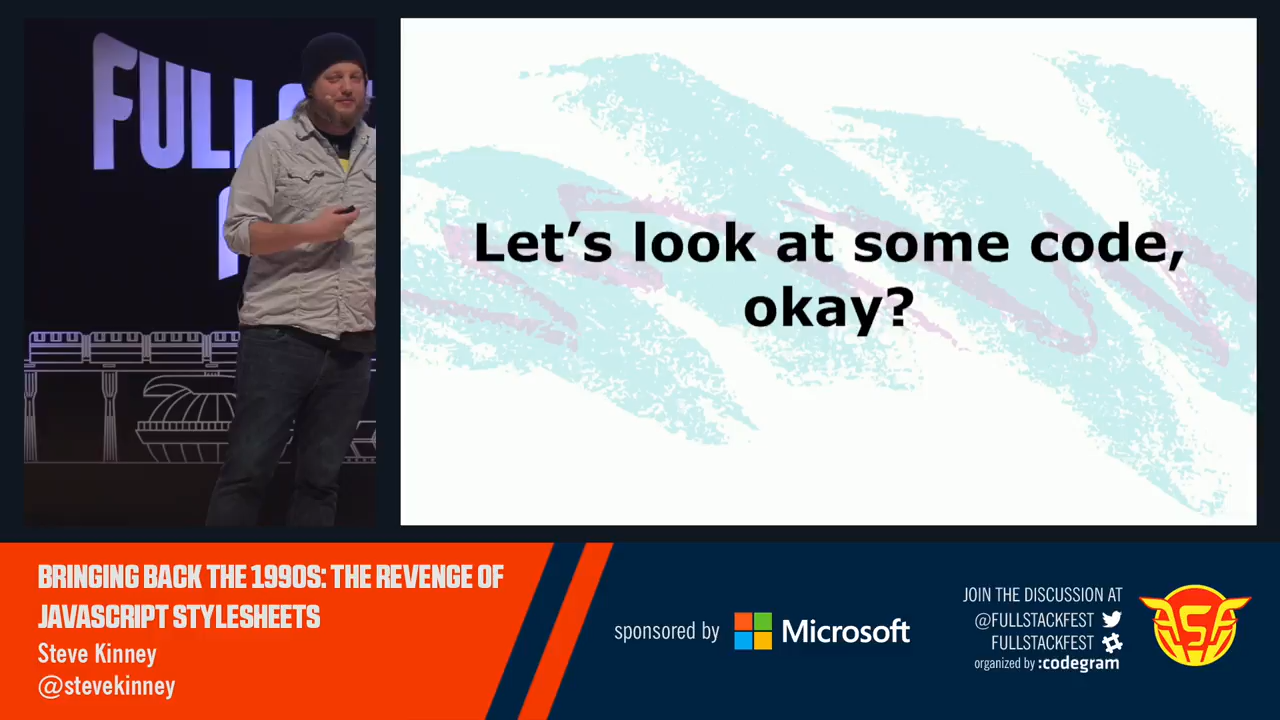 FULL
Let's look at some code,
okay?
BRINGING BACK THE 1990S: THE REVENGE OF
JAVASCRIPT STYLESHEETS
Steve Kinney
@stevekinney
sponsored by Microsoft
JOIN THE DISCUSSION AT
@FULLSTACKFEST
FULLSTACKFEST
organized by :codegram